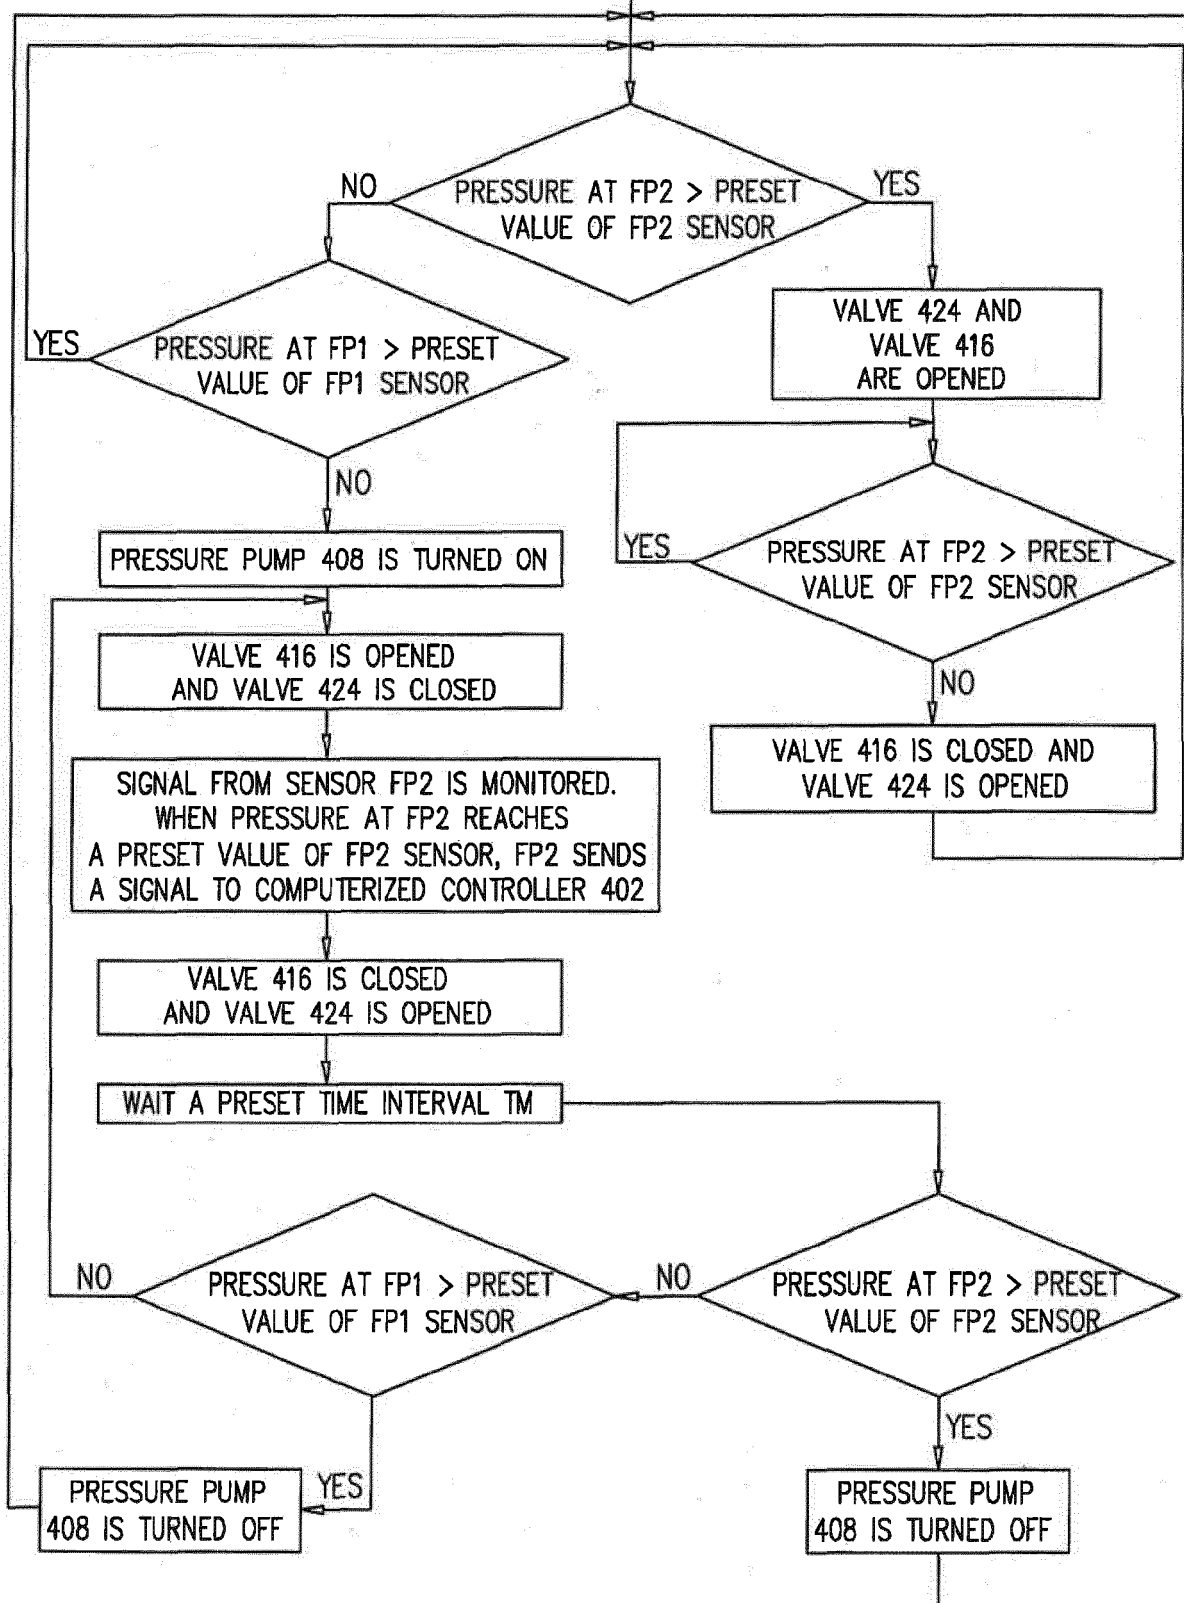 NO
PRESSURE AT FP2 > PRESET
VALUE OF FP2 SENSOR
YES
YES
PRESSURE AT FP1 > PRESET
VALUE OF FP1 SENSOR
NO
VALVE 424 AND
VALVE 416
ARE OPENED
YES
PRESSURE AT FP2 > PRESET
VALUE OF FP2 SENSOR
NO
VALVE 416 IS CLOSED AND
VALVE 424 IS OPENED
PRESSURE PUMP 408 IS TURNED ON
VALVE 416 IS OPENED
AND VALVE 424 IS CLOSED
SIGNAL FROM SENSOR FP2 IS MONITORED.
WHEN PRESSURE AT FP2 REACHES
A PRESET VALUE OF FP2 SENSOR, FP2 SENDS
A SIGNAL TO COMPUTERIZED CONTROLLER 402
VALVE 416 IS CLOSED
AND VALVE 424 IS OPENED
WAIT A PRESET TIME INTERVAL TM
NO
PRESSURE AT FP1 > PRESET
VALUE OF FP1 SENSOR
NO
PRESSURE AT FP2 > PRESET
VALUE OF FP2 SENSOR
YES
PRESSURE PUMP
408 IS TURNED OFF
YES
PRESSURE PUMP
408 IS TURNED OFF